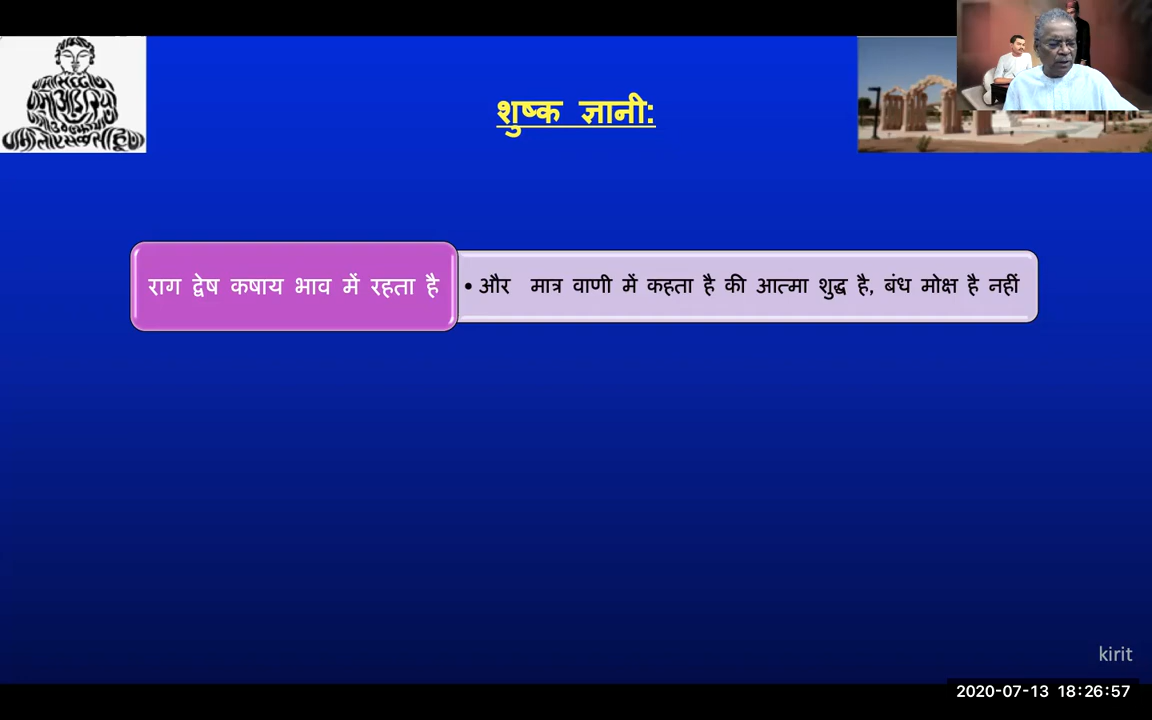 शुष्क ज्ञानी:
राग द्वेष कषाय भाव में रहता है
• और मात्र वाणी में कहता है की आत्मा शुद्ध है, बंध मोक्ष है नहीं
kirit
2020-07-13 18:26:57